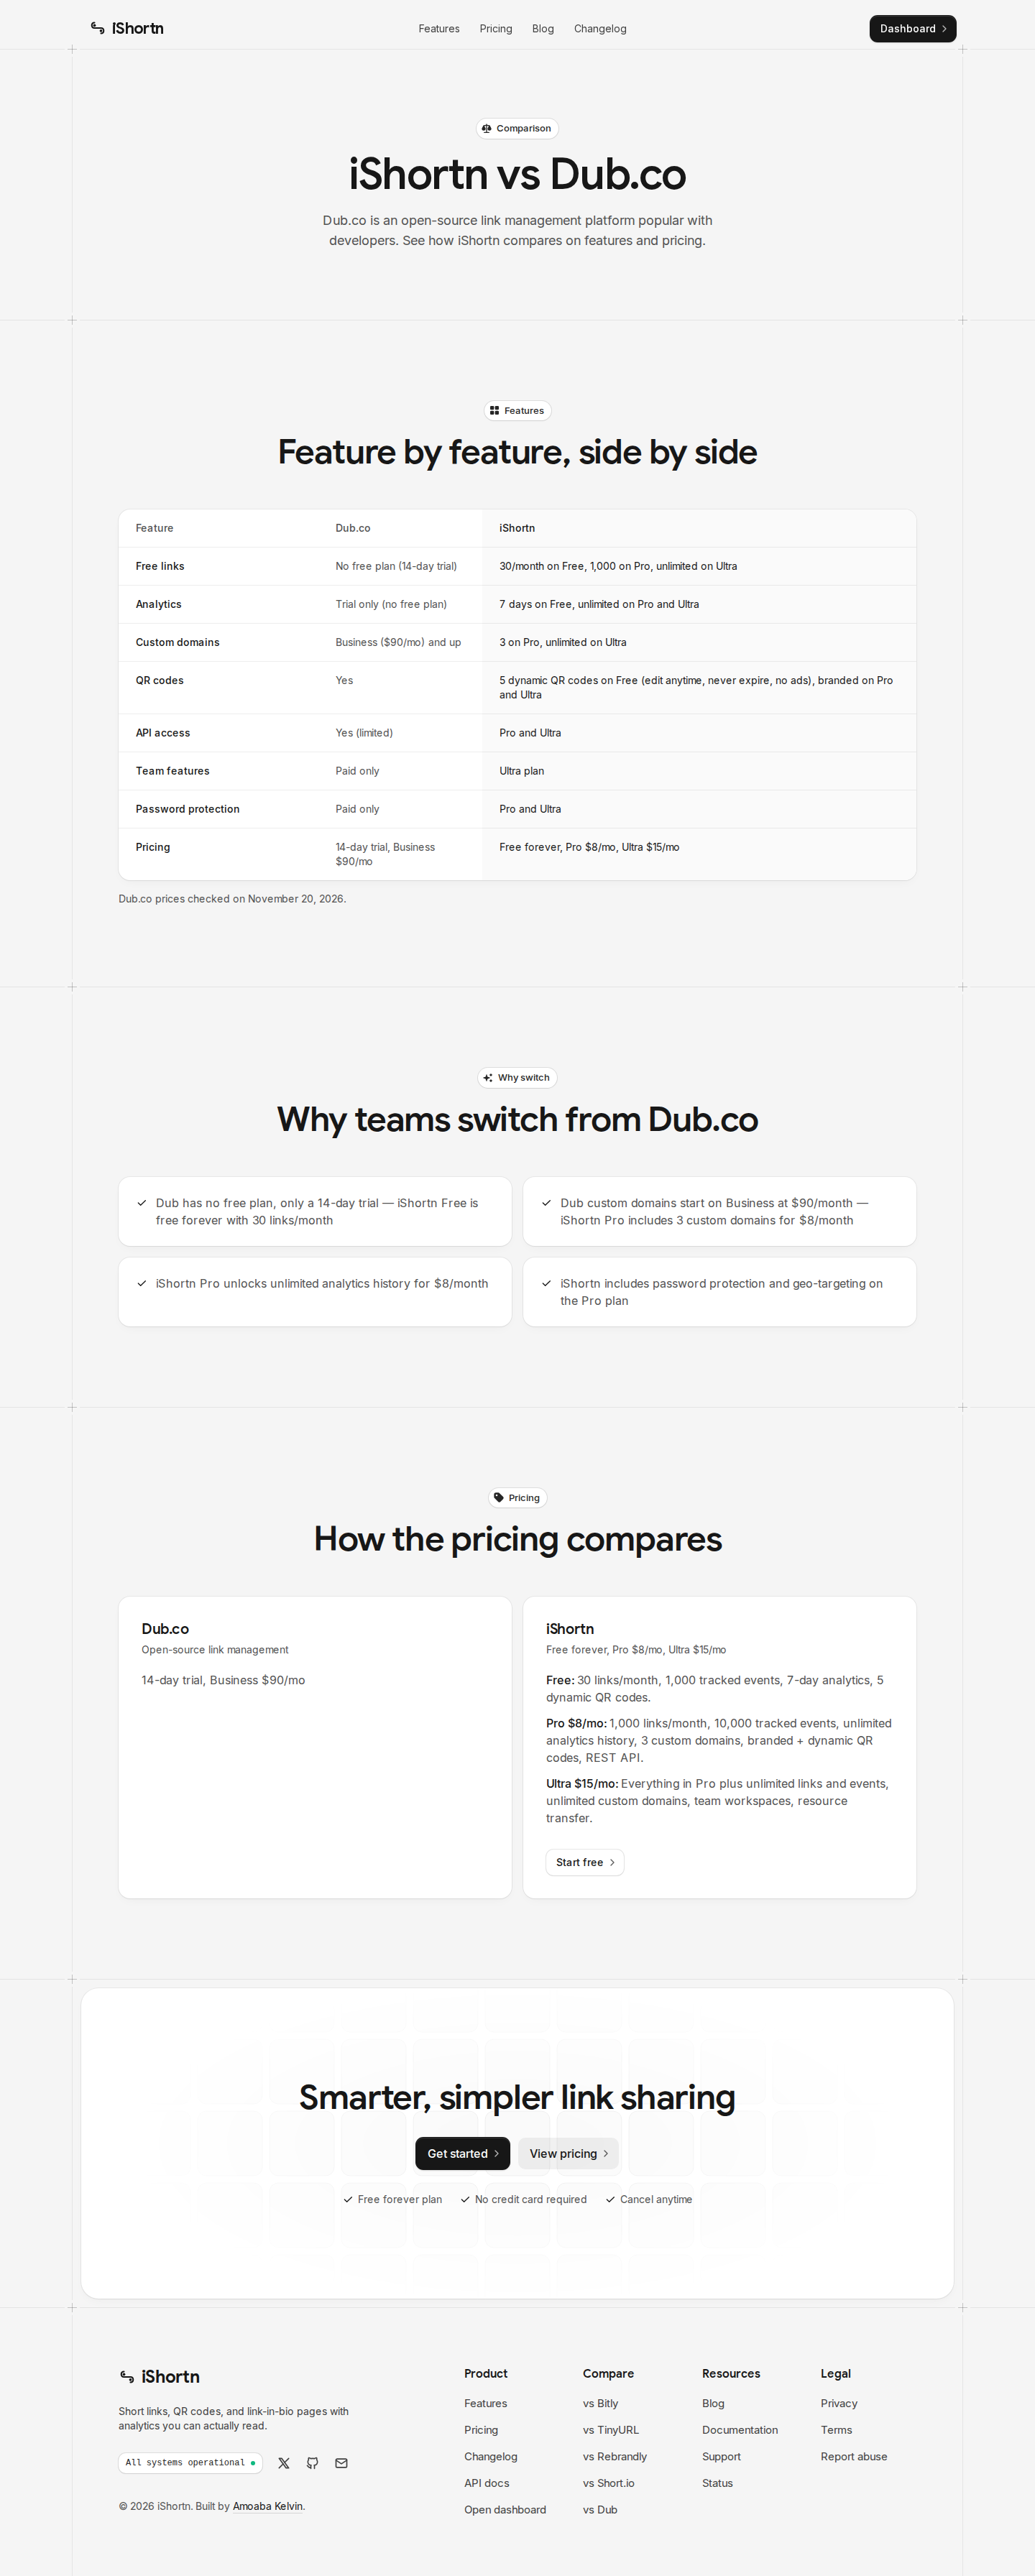 iShortn
Features
Pricing
Blog
Changelog
Dashboard
Comparison
iShortn vs Dub.co
Dub.co is an open-source link management platform popular with
developers. See how iShortn compares on features and pricing.
Features
Feature by feature, side by side
Feature
Dub.co
iShortn
Free links
No free plan (14-day trial)
30/month on Free, 1,000 on Pro, unlimited on Ultra
Analytics
Trial only (no free plan)
7 days on Free, unlimited on Pro and Ultra
Custom domains
Business ($90/mo) and up
3 on Pro, unlimited on Ultra
QR codes
Yes
5 dynamic QR codes on Free (edit anytime, never expire, no ads), branded on Pro
and Ultra
API access
Yes (limited)
Pro and Ultra
Team features
Paid only
Ultra plan
Password protection
Paid only
Pro and Ultra
Pricing
14-day trial, Business
$90/mo
Free forever, Pro $8/mo, Ultra $15/mo
Dub.co prices checked on November 20, 2026.
Why switch
Why teams switch from Dub.co
Dub has no free plan, only a 14-day trial — iShortn Free is
free forever with 30 links/month
Dub custom domains start on Business at $90/month —
iShortn Pro includes 3 custom domains for $8/month
iShortn Pro unlocks unlimited analytics history for $8/month
iShortn includes password protection and geo-targeting on
the Pro plan
Pricing
How the pricing compares
Dub.co
Open-source link management
14-day trial, Business $90/mo
iShortn
Free forever, Pro $8/mo, Ultra $15/mo
Free: 30 links/month, 1,000 tracked events, 7-day analytics, 5
dynamic QR codes.
Pro $8/mo: 1,000 links/month, 10,000 tracked events, unlimited
analytics history, 3 custom domains, branded + dynamic QR
codes, REST API.
Ultra $15/mo: Everything in Pro plus unlimited links and events,
unlimited custom domains, team workspaces, resource
transfer.
Start free
Smarter, simpler link sharing
Get started
View pricing
Free forever plan
No credit card required
Cancel anytime
iShortn
Short links, QR codes, and link-in-bio pages with
analytics you can actually read.
All systems operational
© 2026 iShortn. Built by Amoaba Kelvin.
Product
Features
Pricing
Changelog
API docs
Open dashboard
Compare
vs Bitly
vs TinyURL
vs Rebrandly
vs Short.io
vs Dub
Resources
Blog
Documentation
Support
Status
Legal
Privacy
Terms
Report abuse